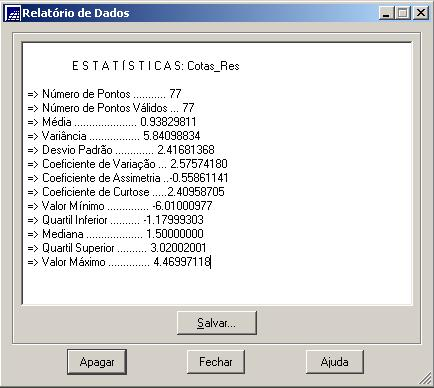 Relatório de Dados
E S T A T Í S T I C A S: Cotas_Res
=> Número de Pontos ........... 77
=> Número de Pontos Válidos ... 77
=> Média ...................... 0.93829811
=> Variância .................. 5.84098834
=> Desvio Padrão .............. 2.41681368
=> Coeficiente de Variação ... 2.57574180
=> Coeficiente de Assimetria ..-0.55861141
=> Coeficiente de Curtose .....2.40958705
=> Valor Mínimo .............. -6.01000977
=> Quartil Inferior .......... -1.17999303
=> Mediana .................... 1.50000000
=> Quartil Superior ........... 3.02002001
=> Valor Máximo ............... 4.46997118
Salvar...
Apagar
Fechar
Ajuda